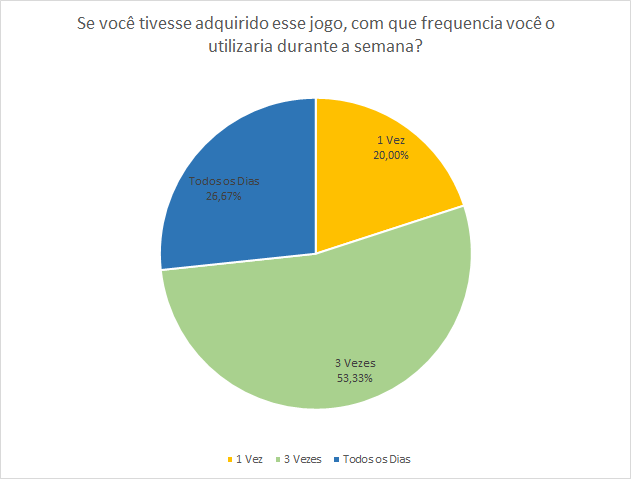 Se você tivesse adquirido esse jogo, com que frequencia você o
utilizaria durante a semana?
1 Vez
20,00%
Todos os Dias
26,67%
3 Vezes
53,33%
1 Vez 3 Vezes Todos os Dias